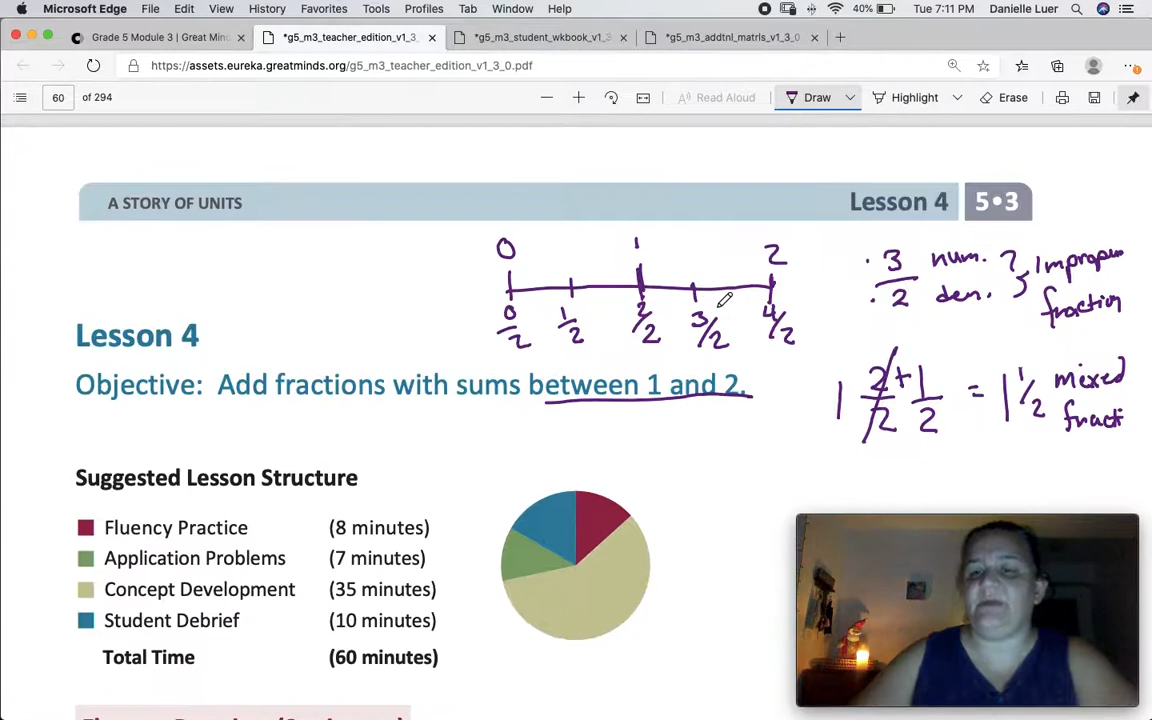 Microsoft Edge File Edit View History Favorites Tools Profiles Tab Window Help 40% Tue 7:11 PM Danielle Luer
Grade 5 Module 3 | Great Min *g5_m3_teacher_edition_v1_3_ *g5_m3_student_wkbook_v1_3 *g5_m3_addtnl_matrls_v1_3_0
https://assets.eureka.greatminds.org/g5_m3_teacher_edition_v1_3_0.pdf
60 of 294 Read Aloud Draw Highlight Erase
A STORY OF UNITS Lesson 4 5•3
0 1 2
0/2 1/2 2/2 3/2 4/2
3 num.
2 den.
improper
fraction
Lesson 4
Objective: Add fractions with sums between 1 and 2.
1 2/2 + 1/2 = 1 1/2 mixed
fracti
Suggested Lesson Structure
Fluency Practice (8 minutes)
Application Problems (7 minutes)
Concept Development (35 minutes)
Student Debrief (10 minutes)
Total Time (60 minutes)